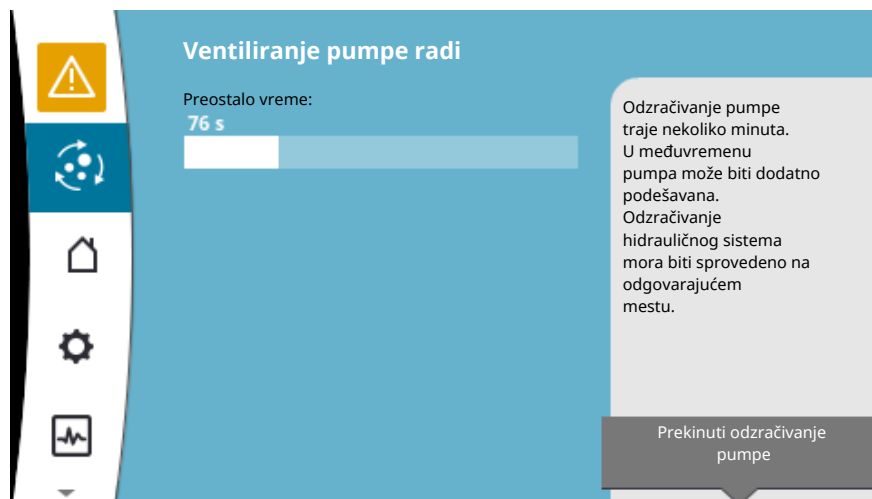 Ventiliranje pumpe radi
Preostalo vreme:
76 s
Odzračivanje pumpe
traje nekoliko minuta.
U međuvremenu
pumpa može biti dodatno
podešavana.
Odzračivanje
hidrauličnog sistema
mora biti sprovedeno na
odgovarajućem
mestu.
Prekinuti odzračivanje
pumpe